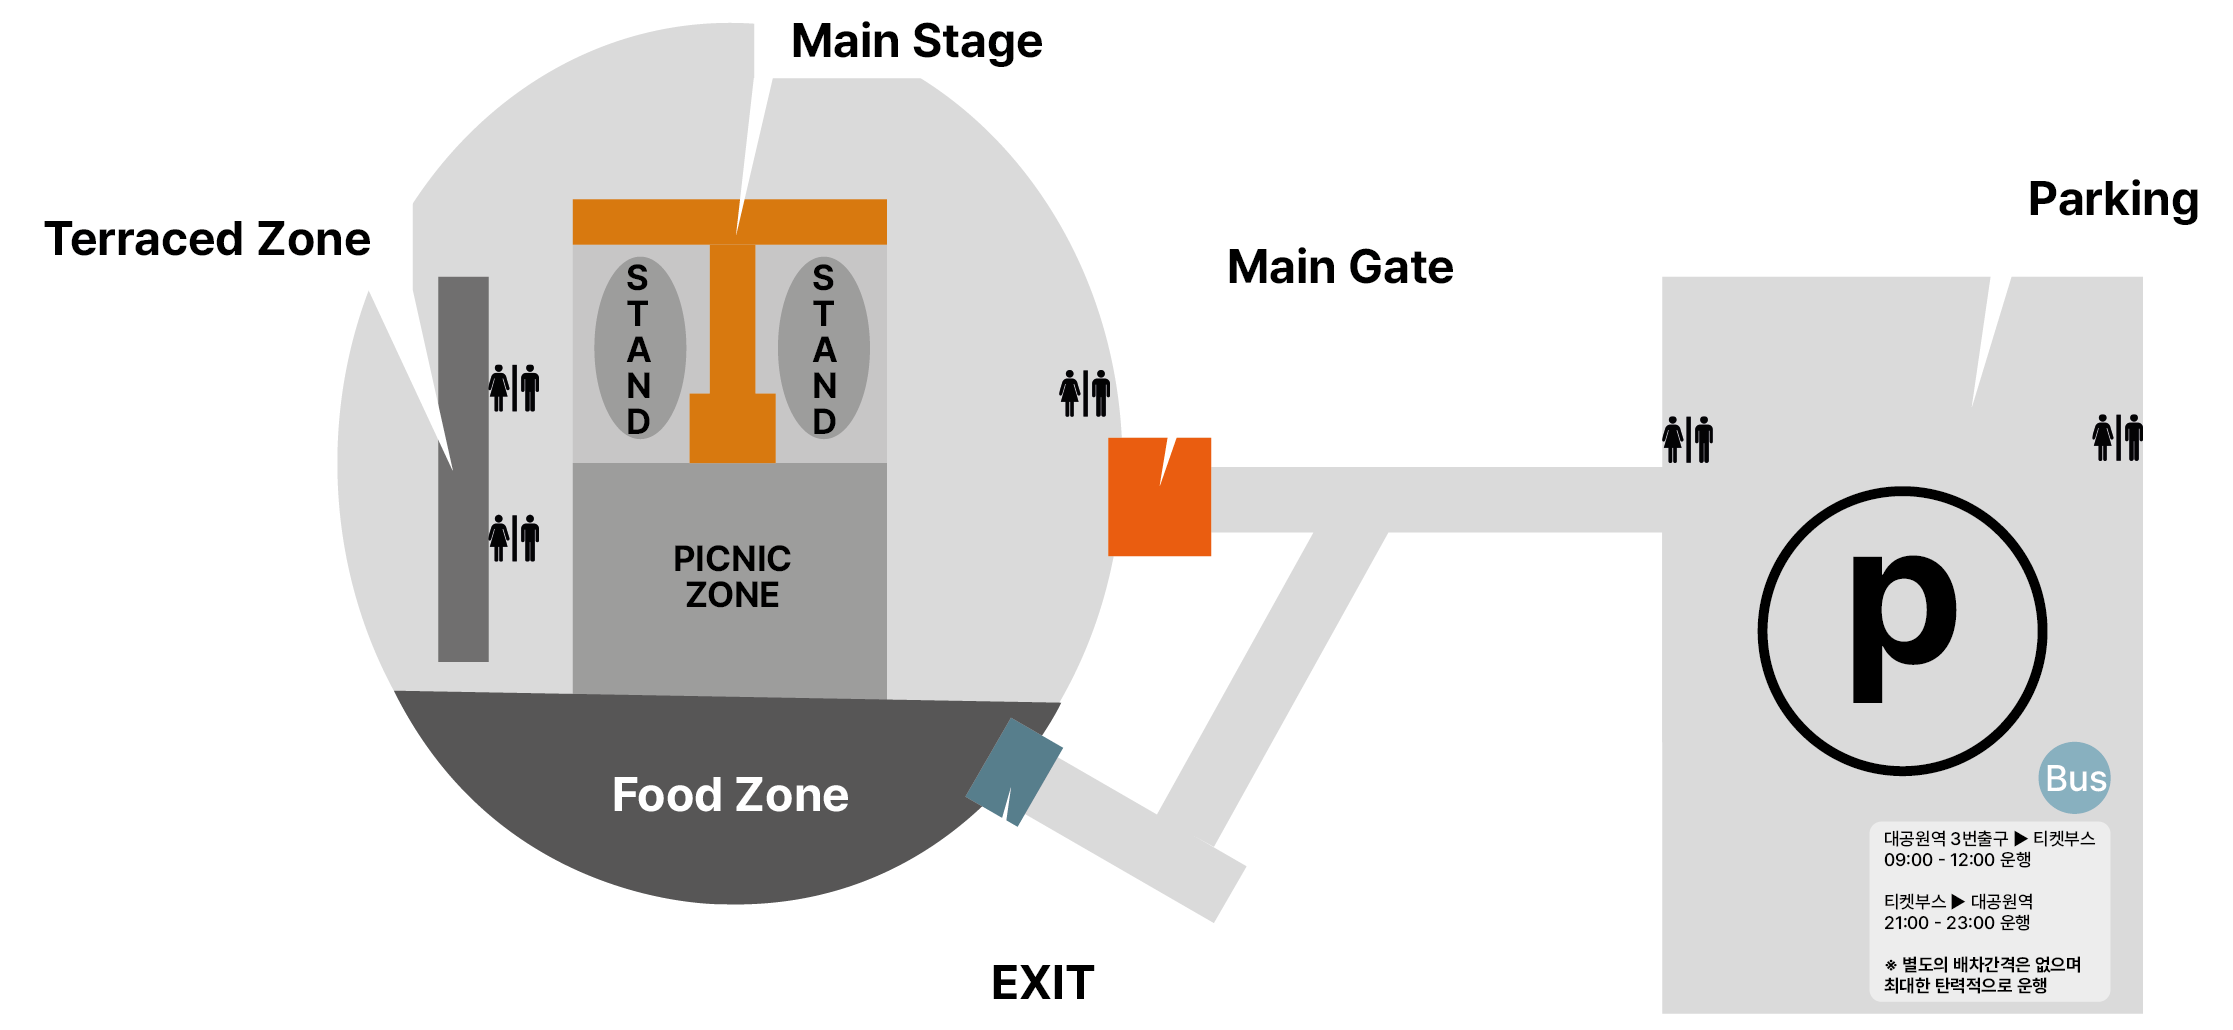 Main Stage
Parking
Terraced Zone
Main Gate
STAND
STAND
PICNIC
ZONE
p
Food Zone
Bus
대공원역 3번출구 ▶ 티켓부스
09:00 - 12:00 운행
티켓부스 ▶ 대공원역
21:00 - 23:00 운행
※ 별도의 배차간격은 없으며
최대한 탄력적으로 운행
EXIT